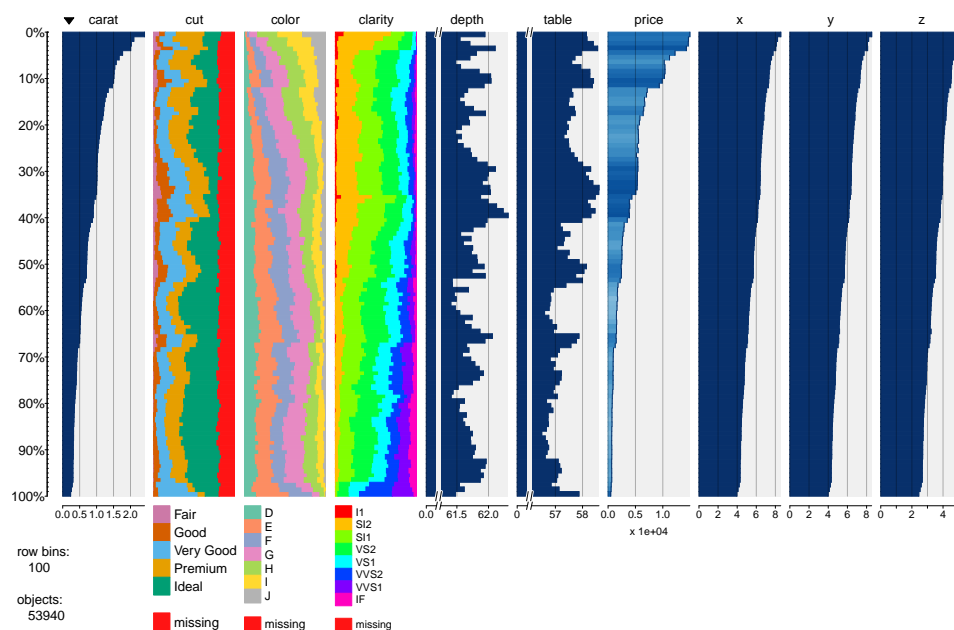 carat cut color clarity depth table price x y z
0%
10%
20%
30%
40%
50%
60%
70%
80%
90%
100%
0.0 0.5 1.0 1.5 2.0
0.0 61.5 62.0
0 57 58
0 0.5 1.0
x 1e+04
0 2 4 6 8
0 2 4 6 8
0 2 4
row bins:
100
objects:
53940
Fair
Good
Very Good
Premium
Ideal
missing
D
E
F
G
H
I
J
missing
I1
SI2
SI1
VS2
VS1
VVS2
VVS1
IF
missing